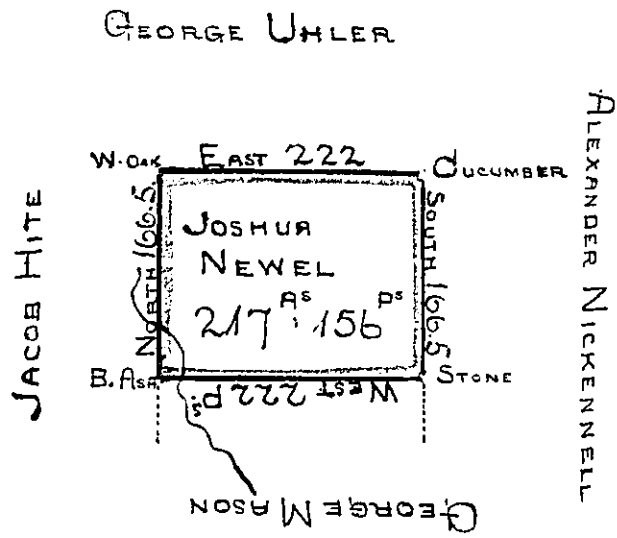 GEORGE UHLER
ALEXANDER NICKENNELL
W. OAK
EAST 222
CUCUMBER
JACOB HITE
NORTH 166.5
JOSHUA
NEWEL
217 As : 156 Ps
SOUTH 166.5
B. ASH
WEST 222 P.s
STONE
GEORGE MASON